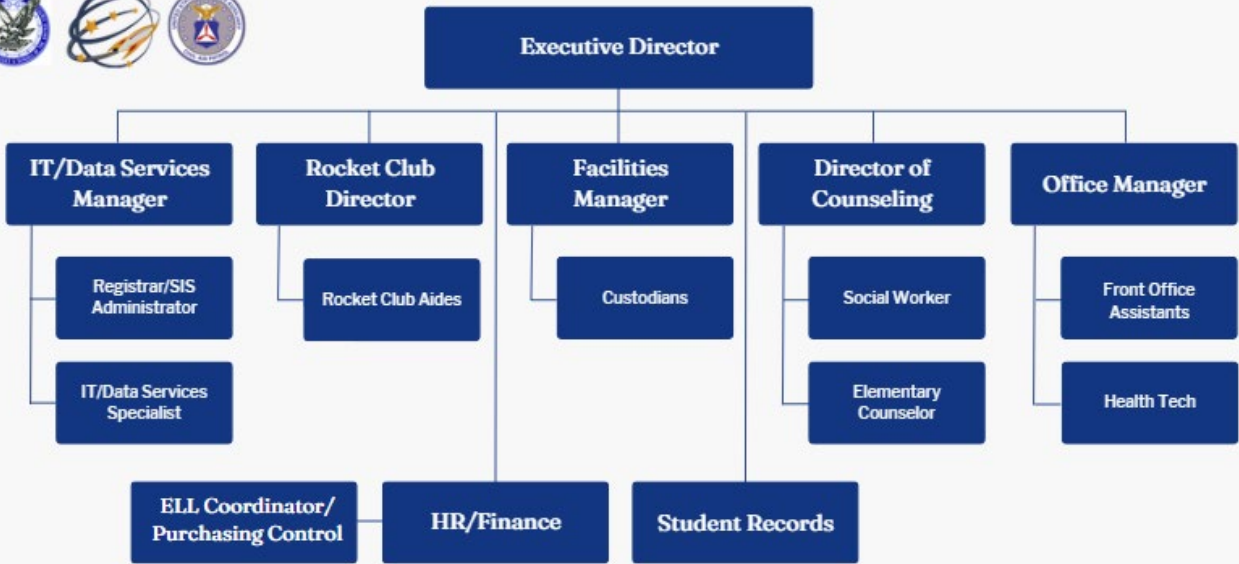 Executive Director
IT/Data Services
Manager
Rocket Club
Director
Facilities
Manager
Director of
Counseling
Office Manager
Registrar/SIS
Administrator
Rocket Club Aides
Custodians
Social Worker
Front Office
Assistants
IT/Data Services
Specialist
Elementary
Counselor
Health Tech
ELL Coordinator/
Purchasing Control
HR/Finance
Student Records